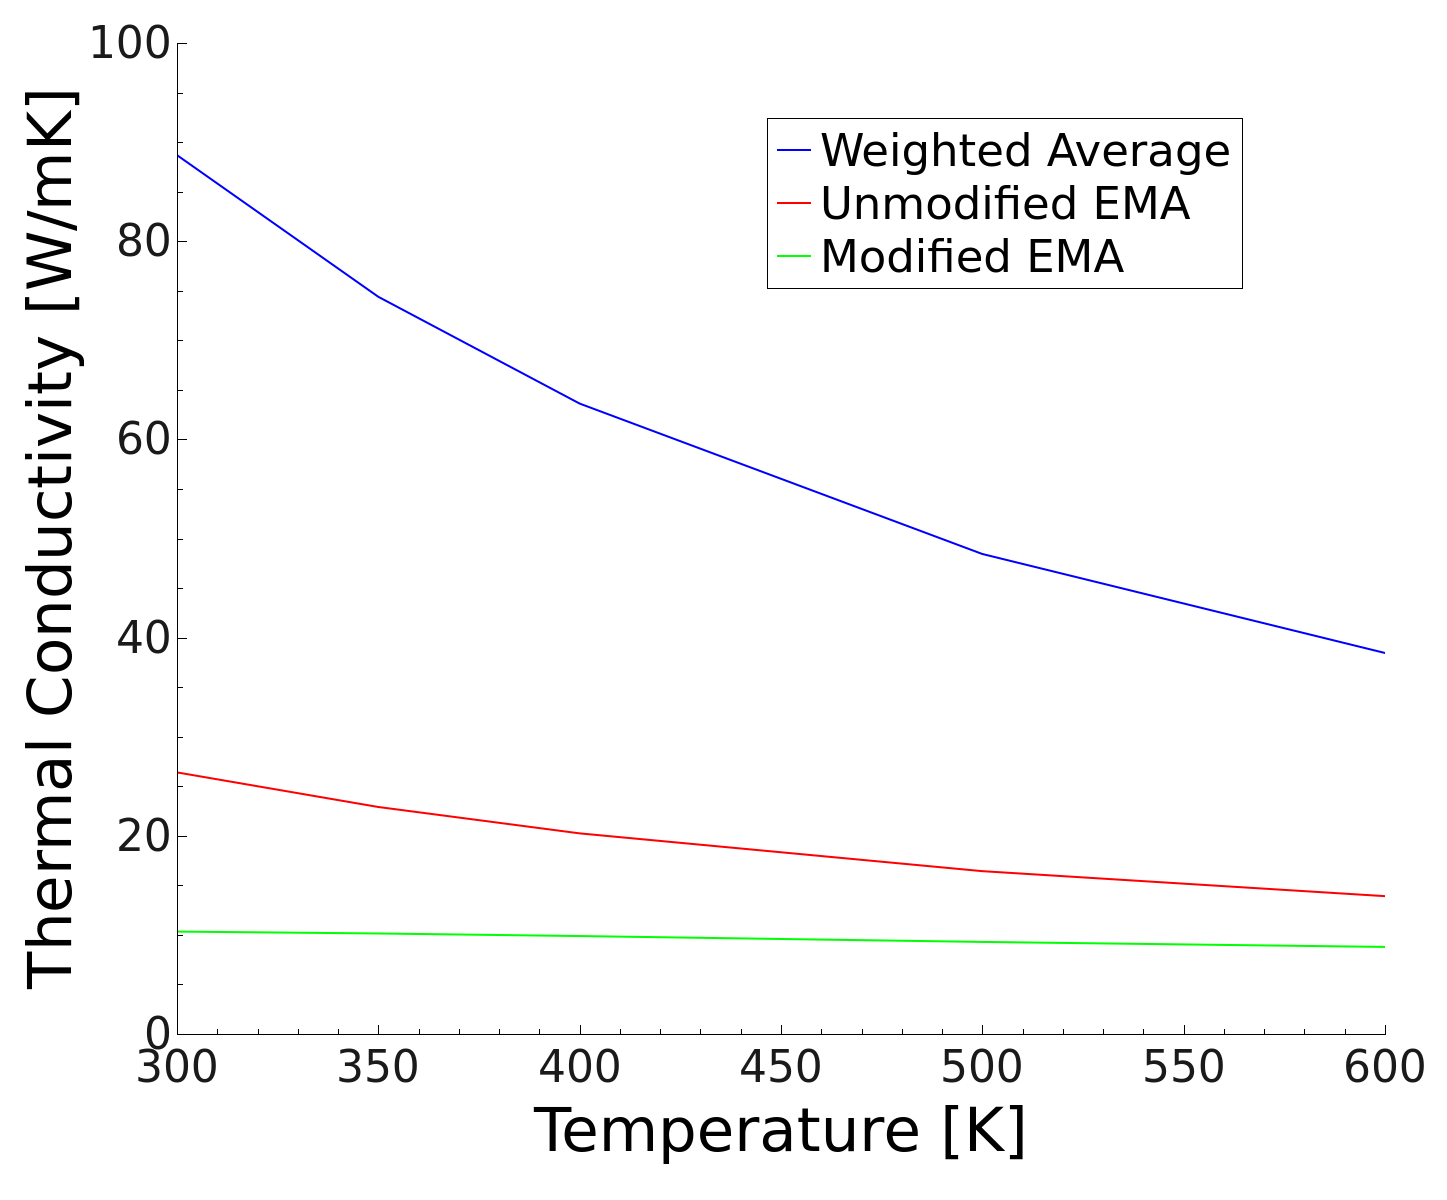 Thermal Conductivity [W/mK]
100
80
60
40
20
0
Weighted Average
Unmodified EMA
Modified EMA
300 350 400 450 500 550 600
Temperature [K]